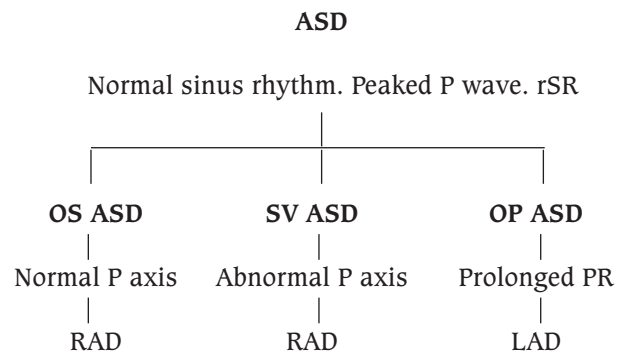 ASD
Normal sinus rhythm. Peaked P wave. rSR
OS ASD SV ASD OP ASD
Normal P axis Abnormal P axis Prolonged PR
RAD RAD LAD